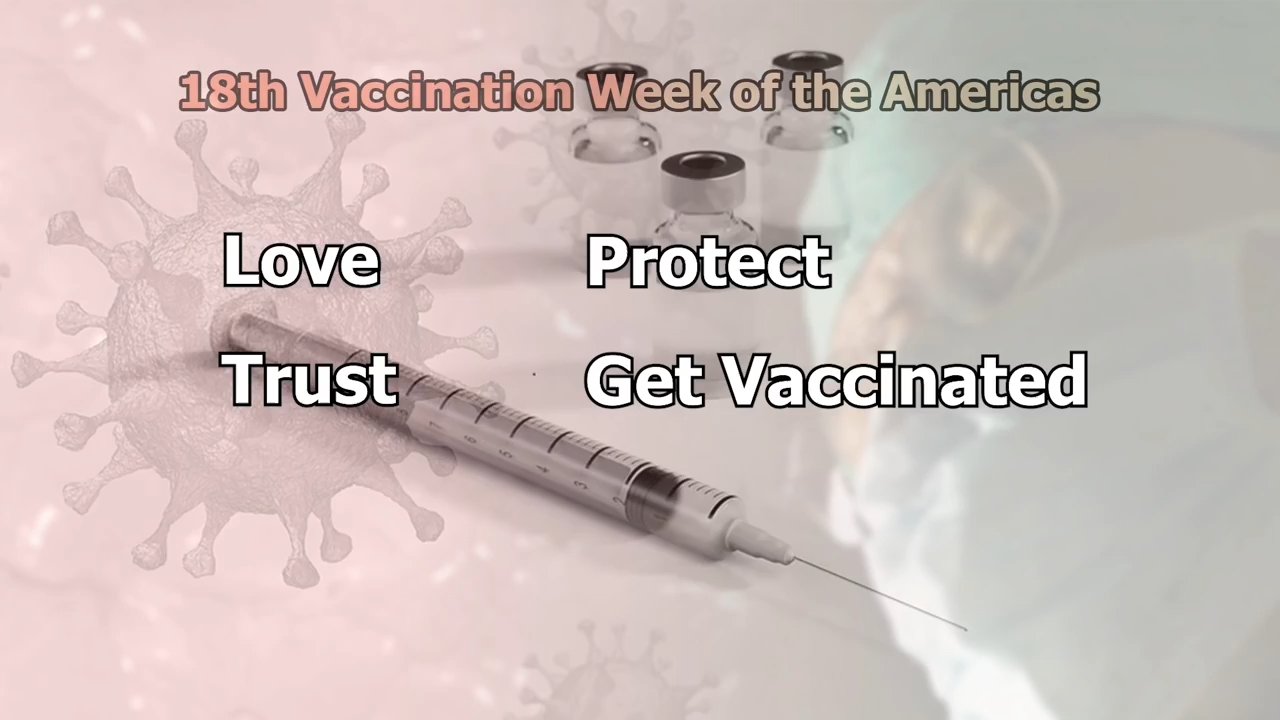 18th Vaccination Week of the Americas
Love Protect
Trust Get Vaccinated